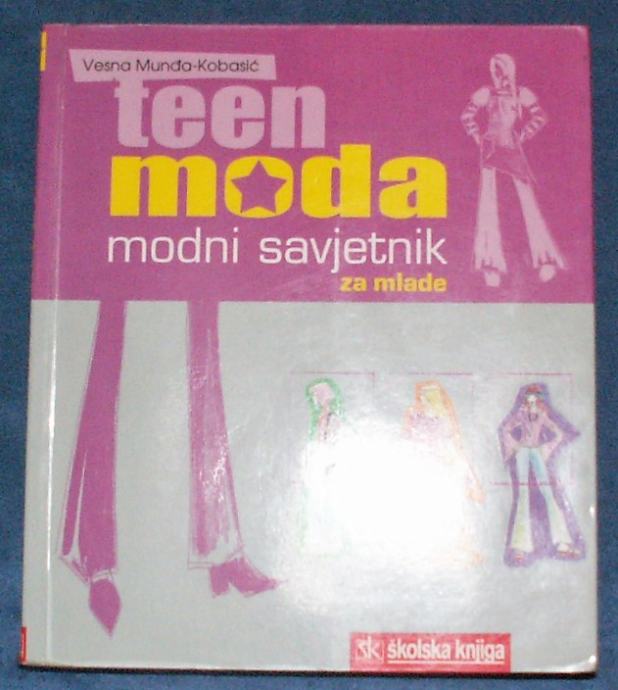 Vesna Munđa-Kobasić
teen
moda
modni savjetnik
za mlade
sk školska knjiga